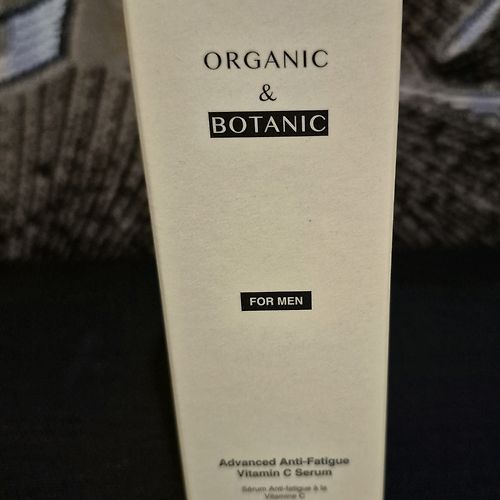 ORGANIC
&
BOTANIC
FOR MEN
Advanced Anti-Fatigue
Vitamin C Serum
Sérum Anti-fatigue à la
Vitamine C